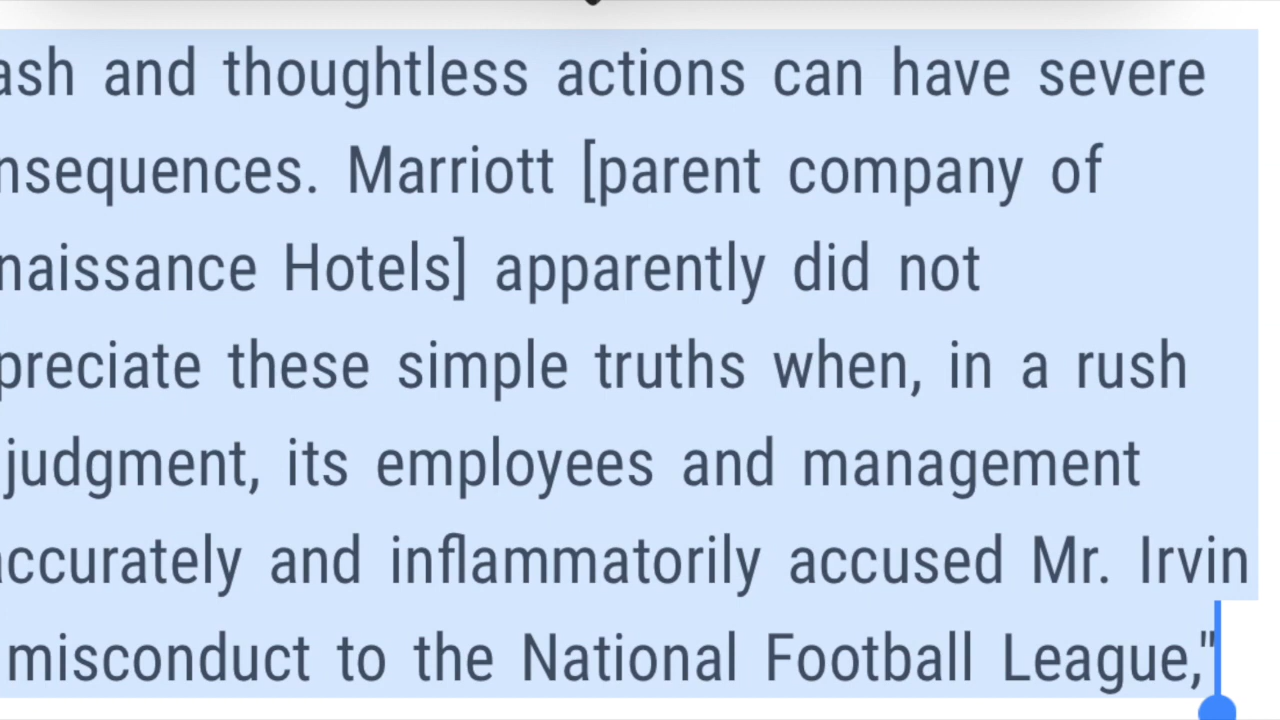 ash and thoughtless actions can have severe
nsequences. Marriott [parent company of
naissance Hotels] apparently did not
preciate these simple truths when, in a rush
judgment, its employees and management
accurately and inflammatorily accused Mr. Irvin
misconduct to the National Football League,"